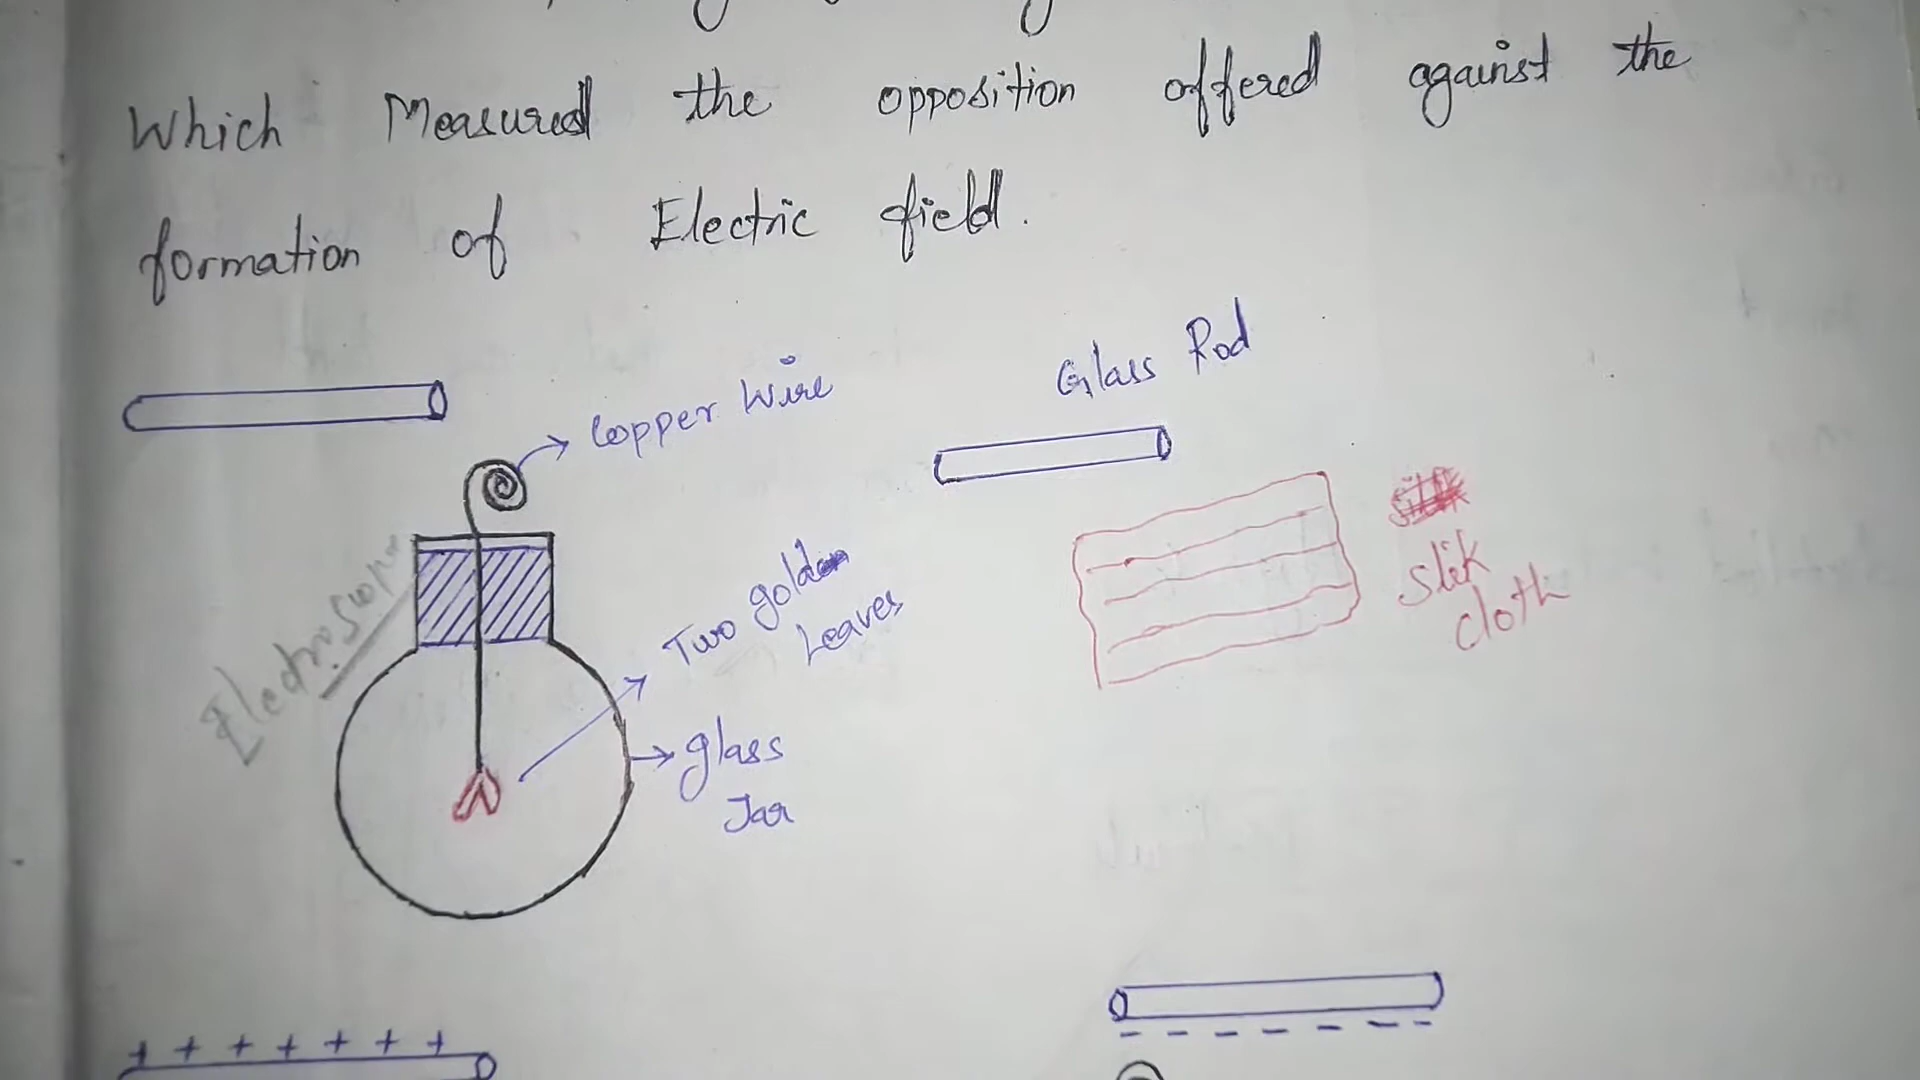 Which Measured the opposition offered against the
formation of Electric field.
Copper Wire
Glass Rod
Electroscope
Two golden
Leaves
Slik
cloth
glass
Jar
+ + + + + + +
- - - - - - -